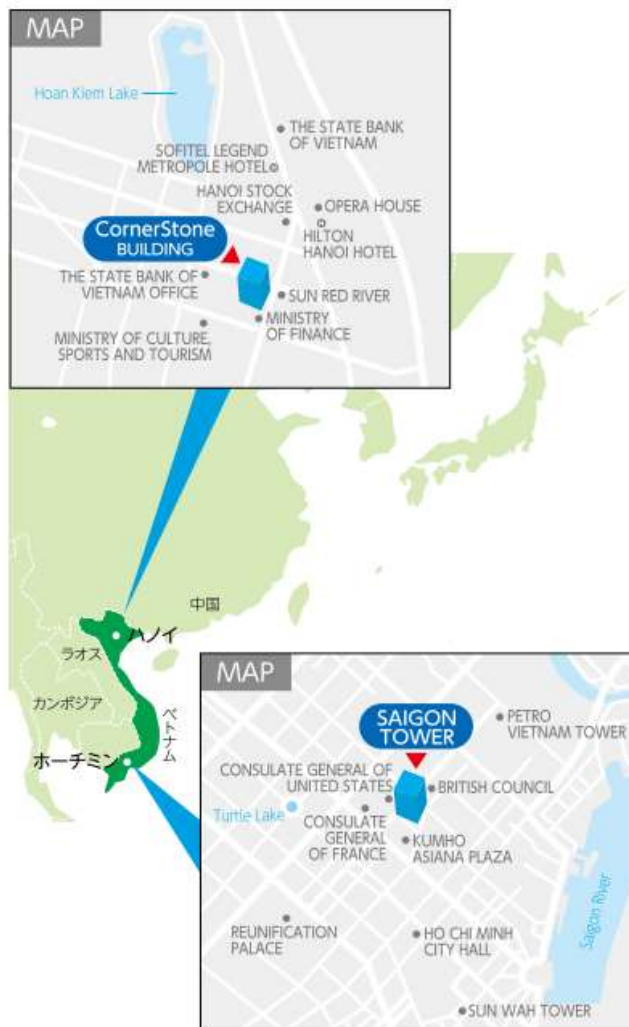 MAP
Hoan Kiem Lake
THE STATE BANK
OF VIETNAM
SOFITEL LEGEND
METROPOLE HOTEL
HANOI STOCK
EXCHANGE
OPERA HOUSE
HILTON
HANOI HOTEL
CornerStone
BUILDING
THE STATE BANK OF
VIETNAM OFFICE
SUN RED RIVER
MINISTRY
OF FINANCE
MINISTRY OF CULTURE,
SPORTS AND TOURISM
中国
ハノイ
ラオス
カンボジア
ベトナム
ホーチミン
MAP
SAIGON
TOWER
PETRO
VIETNAM TOWER
CONSULATE GENERAL OF
UNITED STATES
BRITISH COUNCIL
Turtle Lake
CONSULATE
GENERAL
OF FRANCE
KUMHO
ASIANA PLAZA
Saigon River
REUNIFICATION
PALACE
HO CHI MINH
CITY HALL
SUN WAH TOWER